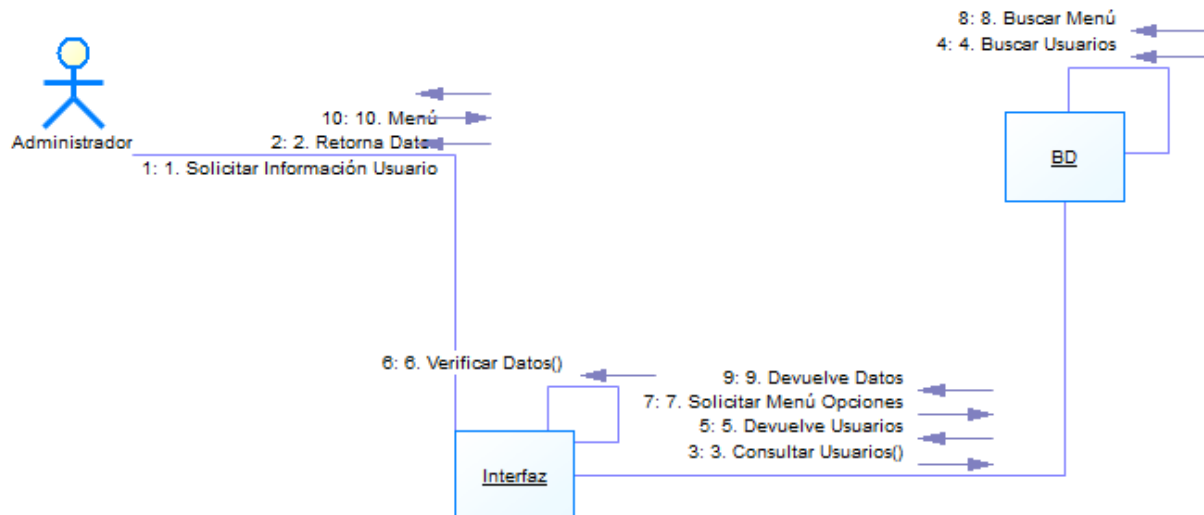 8: 8. Buscar Menú
4: 4. Buscar Usuarios
Administrador
10: 10. Menú
2: 2. Retorna
1: 1. Solicitar Información Usuario
BD
6: 6. Verificar Datos()
9: 9. Devuelve Datos
7: 7. Solicitar Menú Opciones
5: 5. Devuelve Usuarios
3: 3. Consultar Usuarios()
Interfaz